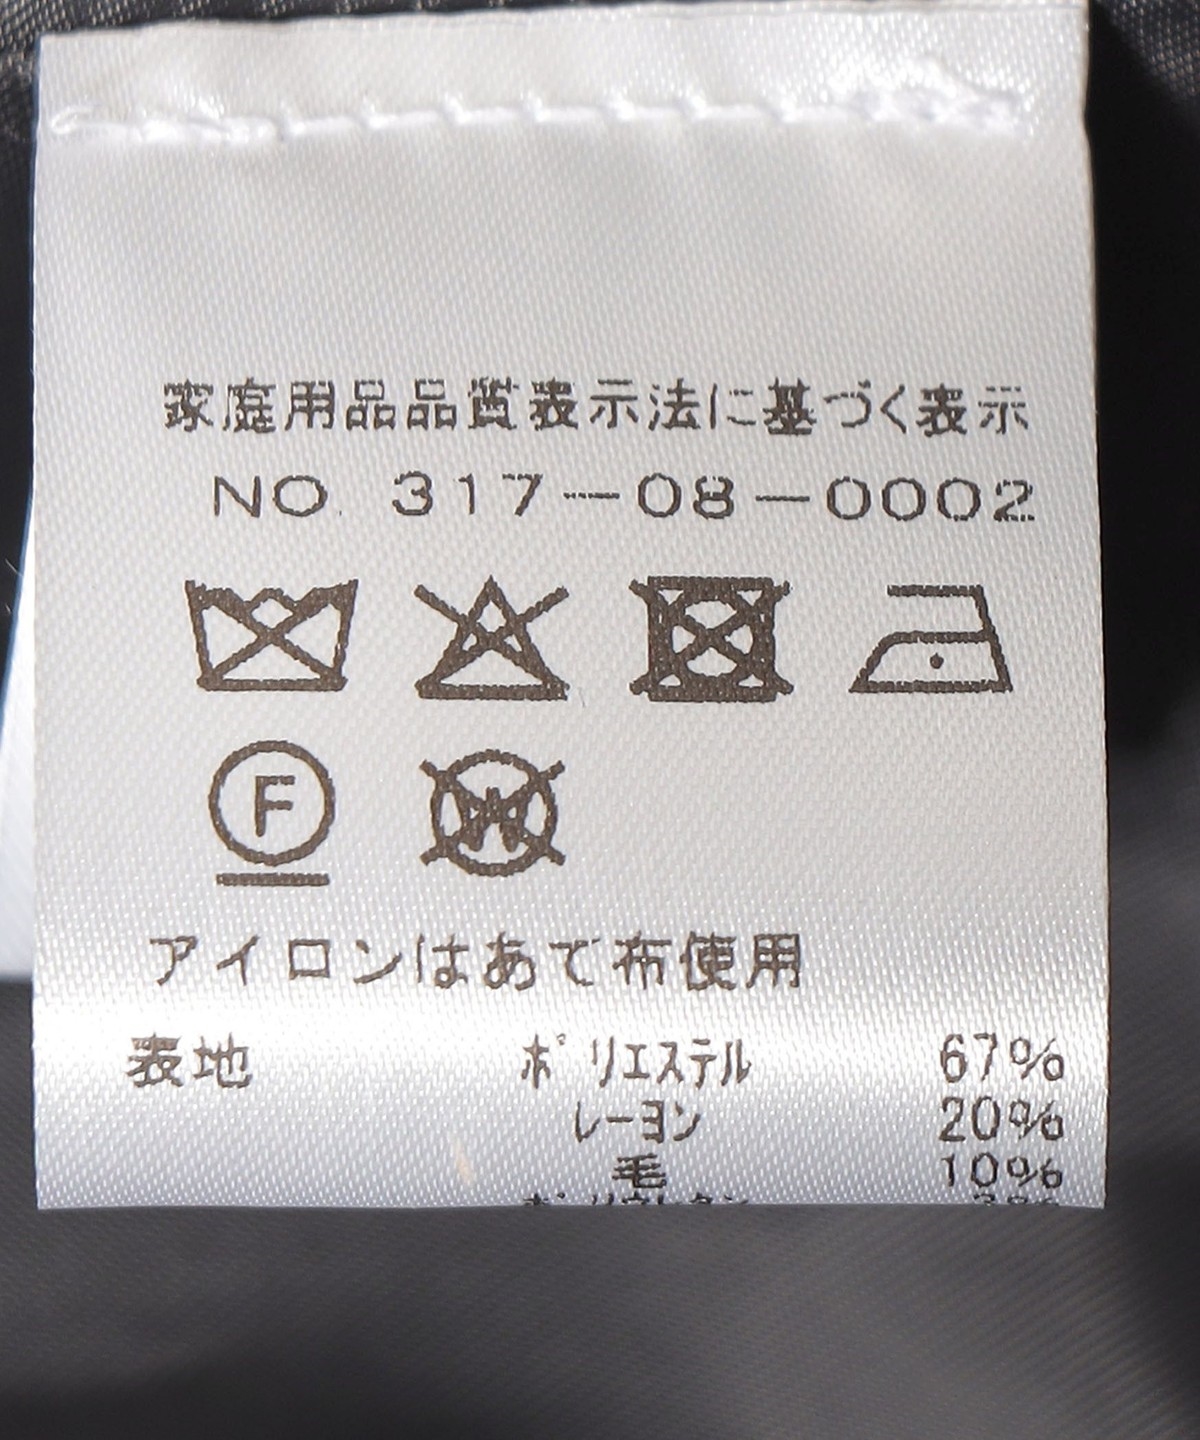 家庭用品品質表示法に基づく表示
NO. 317-08-0002
F
W
アイロンはあて布使用
表地 ポリエステル 67%
レーヨン 20%
毛 10%